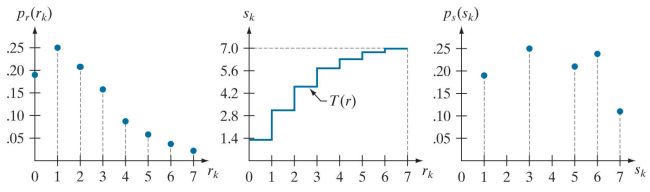 p_r(r_k)
.25
.20
.15
.10
.05
0 1 2 3 4 5 6 7
r_k
s_k
7.0
5.6
4.2
2.8
1.4
T(r)
0 1 2 3 4 5 6 7
r_k
p_s(s_k)
.25
.20
.15
.10
.05
0 1 2 3 4 5 6 7
s_k